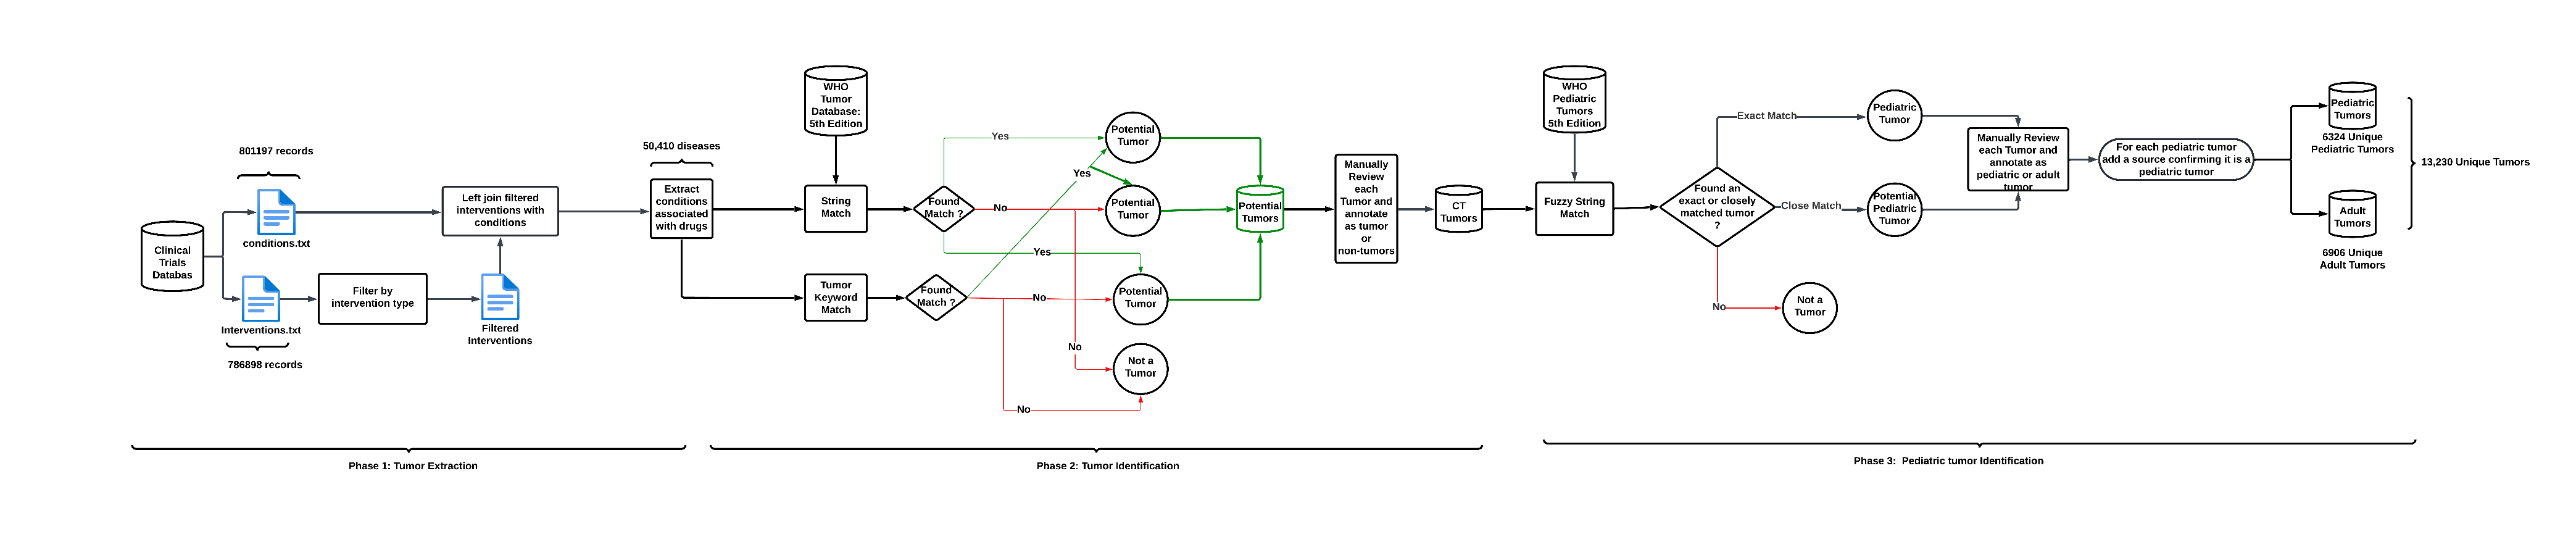 801197 records
conditions.txt
Clinical
Trials
Databas
Interventions.txt
786898 records
Filter by
intervention type
Left join filtered
interventions with
conditions
Filtered
Interventions
50,410 diseases
Extract
conditions
associated
with drugs
WHO
Tumor
Database:
5th Edition
String
Match
Tumor
Keyword
Match
Found
Match ?
Found
Match ?
Yes
Yes
No
Yes
No
No
No
Potential
Tumor
Potential
Tumor
Potential
Tumor
Not a
Tumor
Potential
Tumors
Manually
Review
each
Tumor and
annotate
as tumor
or
non-tumors
CT
Tumors
WHO
Pediatric
Tumors
5th Edition
Fuzzy String
Match
Found an
exact or closely
matched tumor
?
Exact Match
Close Match
No
Pediatric
Tumor
Potential
Pediatric
Tumor
Not a
Tumor
Manually Review
each Tumor and
annotate as
pediatric or adult
tumor
For each pediatric tumor
add a source confirming it is a
pediatric tumor
Pediatric
Tumors
6324 Unique
Pediatric Tumors
Adult
Tumors
6906 Unique
Adult Tumors
13,230 Unique Tumors
Phase 1: Tumor Extraction
Phase 2: Tumor Identification
Phase 3: Pediatric tumor Identification